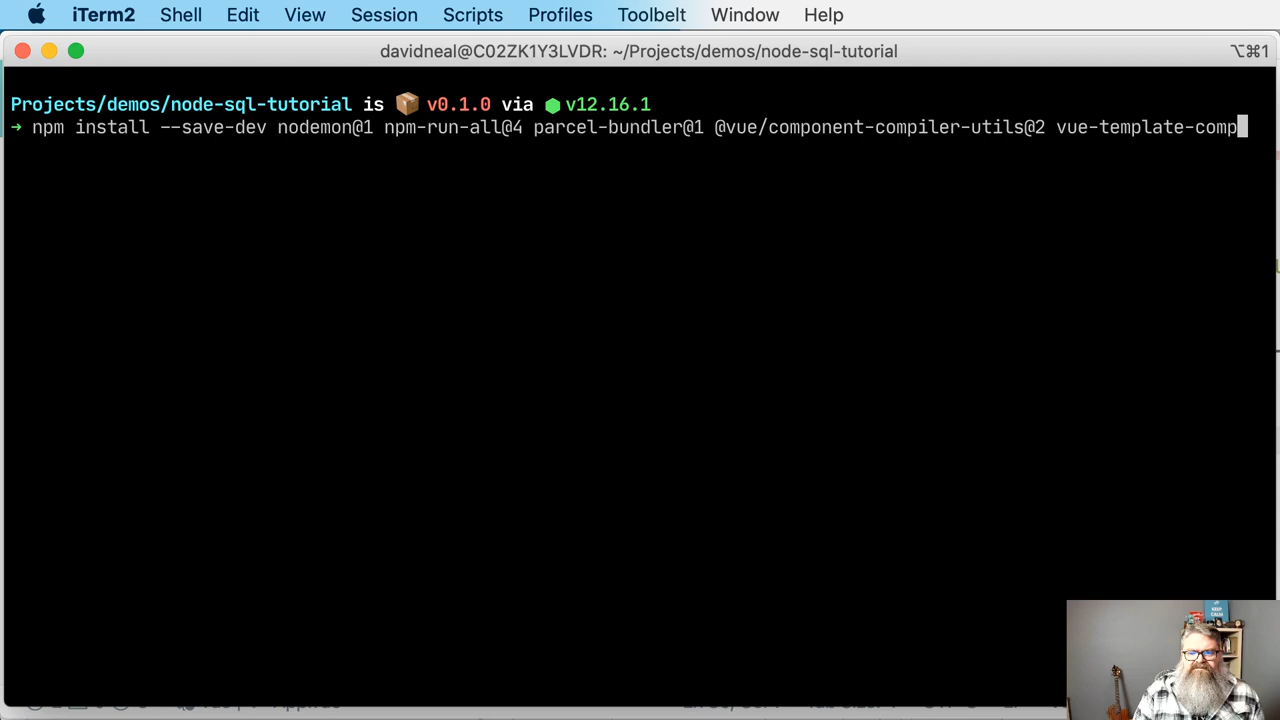 iTerm2 Shell Edit View Session Scripts Profiles Toolbelt Window Help
davidneal@C02ZK1Y3LVDR: ~/Projects/demos/node-sql-tutorial ⌥⌘1
Projects/demos/node-sql-tutorial is 📦 v0.1.0 via ⬢ v12.16.1
➜ npm install --save-dev nodemon@1 npm-run-all@4 parcel-bundler@1 @vue/component-compiler-utils@2 vue-template-comp
KEEP
CALM